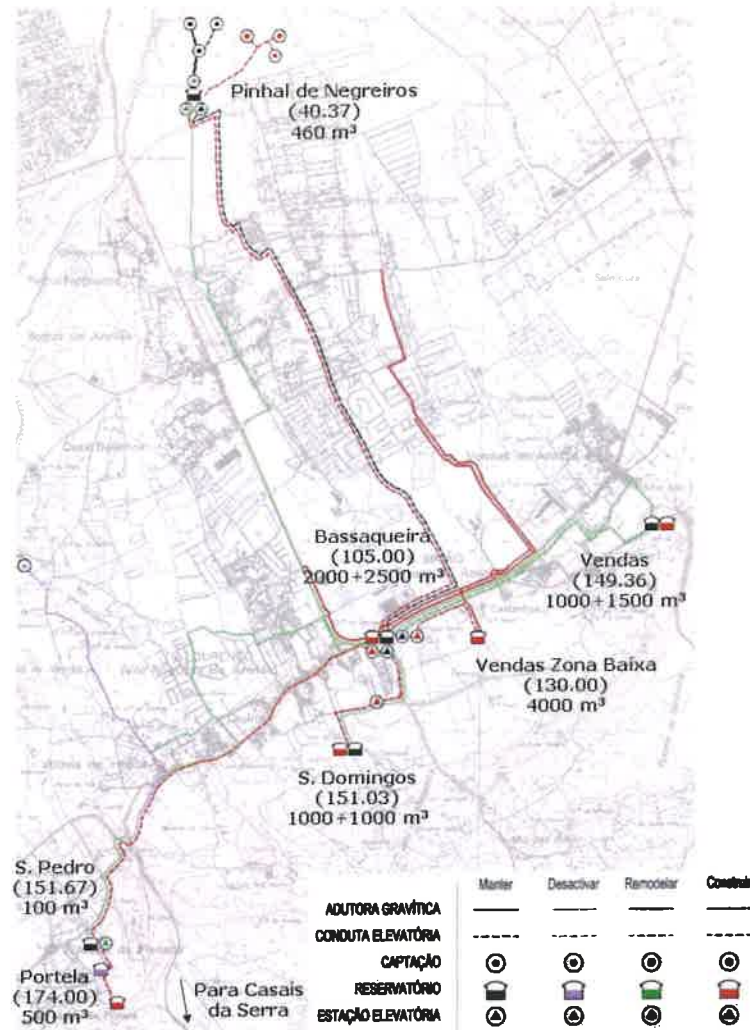 Pinhal de Negreiros
(40.37)
460 m³
Bassaqueira
(105.00)
2000+2500 m³
Vendas
(149.36)
1000+1500 m³
Vendas Zona Baixa
(130.00)
4000 m³
S. Domingos
(151.03)
1000+1000 m³
S. Pedro
(151.67)
100 m³
Portela
(174.00)
500 m³
Para Casais
da Serra
Manter Desactivar Remodelar
ADUTORA GRAVÍTICA
CONDUTA ELEVATÓRIA
CAPTAÇÃO
RESERVATÓRIO
ESTAÇÃO ELEVATÓRIA